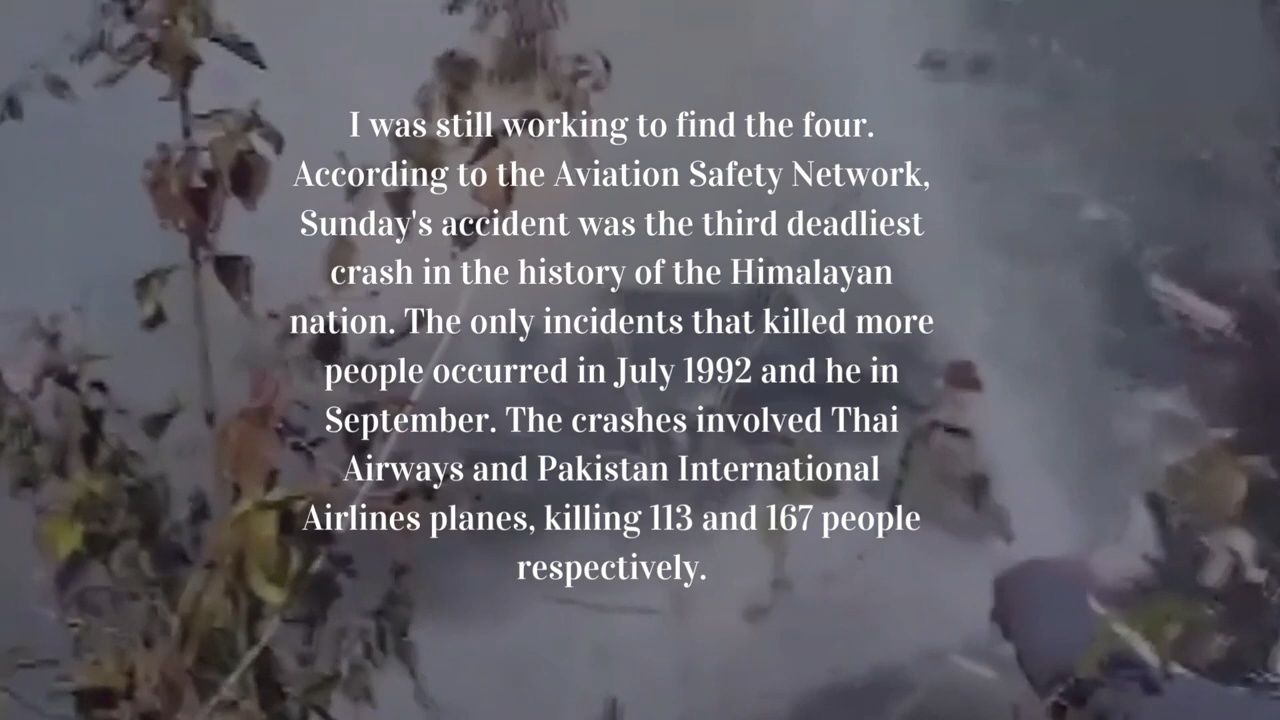 I was still working to find the four.
According to the Aviation Safety Network,
Sunday's accident was the third deadliest
crash in the history of the Himalayan
nation. The only incidents that killed more
people occurred in July 1992 and he in
September. The crashes involved Thai
Airways and Pakistan International
Airlines planes, killing 113 and 167 people
respectively.